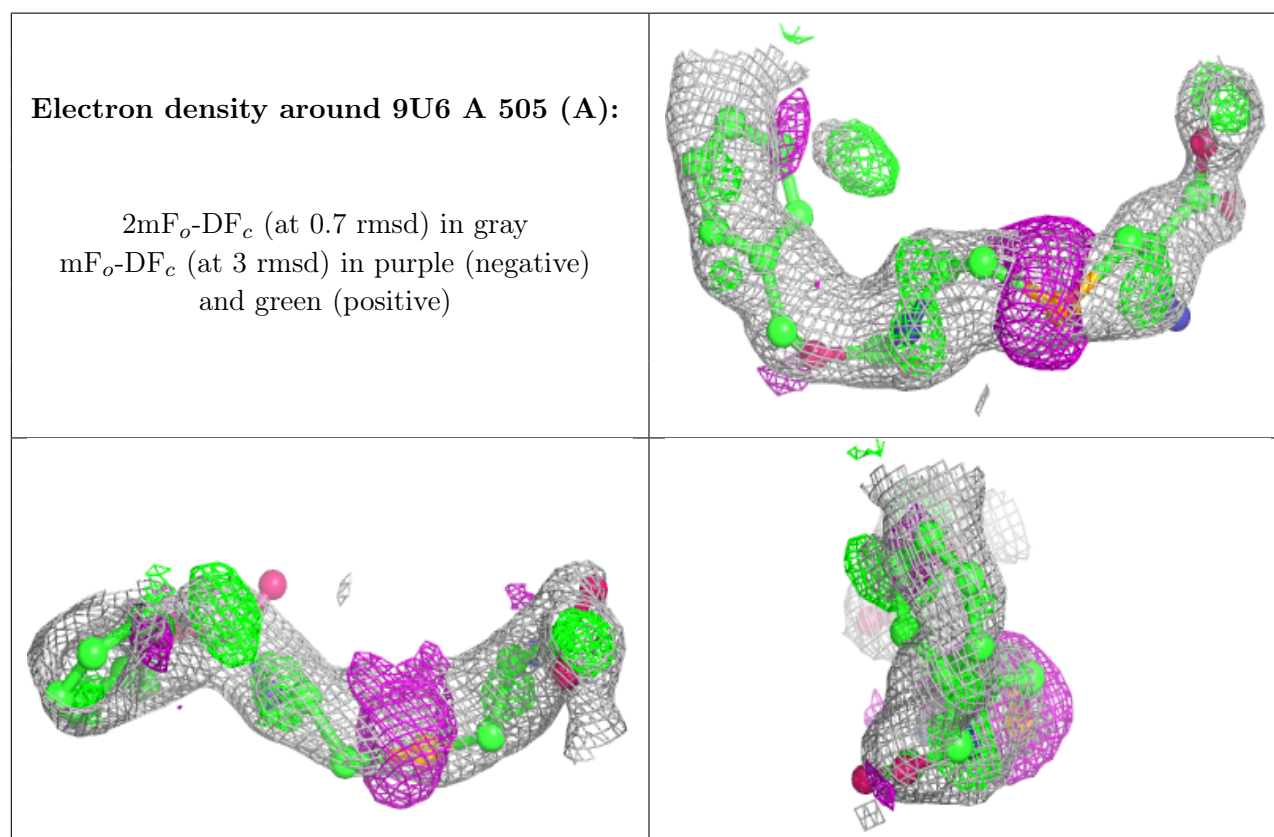 Electron density around 9U6 A 505 (A):
2mFₒ-DF𝒸 (at 0.7 rmsd) in gray
mFₒ-DF𝒸 (at 3 rmsd) in purple (negative)
and green (positive)